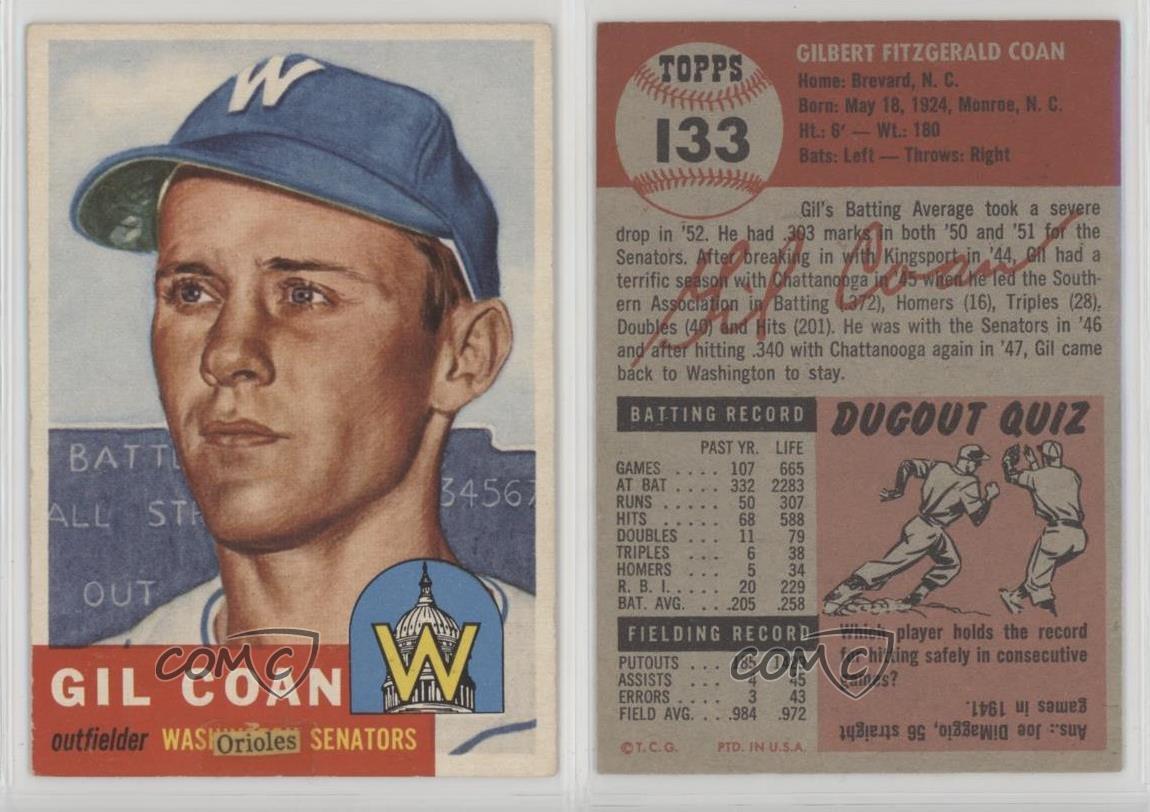 W
BATTL
ALL STR
34567
OUT
W
GIL COAN
outfielder WASH Orioles SENATORS
COMC
TOPPS
133
GILBERT FITZGERALD COAN
Home: Brevard, N. C.
Born: May 18, 1924, Monroe, N. C.
Ht.: 6' — Wt.: 180
Bats: Left — Throws: Right
Gil's Batting Average took a severe
drop in '52. He had .303 marks in both '50 and '51 for the
Senators. After breaking in with Kingsport in '44, Gil had a
terrific season with Chattanooga in '45 when he led the South-
ern Association in Batting (.372), Homers (16), Triples (28),
Doubles (40) and Hits (201). He was with the Senators in '46
and after hitting .340 with Chattanooga again in '47, Gil came
back to Washington to stay.
Gil Coan
BATTING RECORD
PAST YR. LIFE
GAMES .... 107 665
AT BAT .... 332 2283
RUNS .... 50 307
HITS .... 68 588
DOUBLES ... 11 79
TRIPLES ... 6 38
HOMERS ... 5 34
R. B. I. .... 20 229
BAT. AVG. ... .205 .258
FIELDING RECORD
PUTOUTS ... 185
ASSISTS ... 4 45
ERRORS ... 3 43
FIELD AVG. ... .984 .972
DUGOUT QUIZ
Which player holds the record
for hitting safely in consecutive
games?
Ans.: Joe DiMaggio, 56 straight
games in 1941.
COMC
© T. C. G. PTD. IN U.S.A.